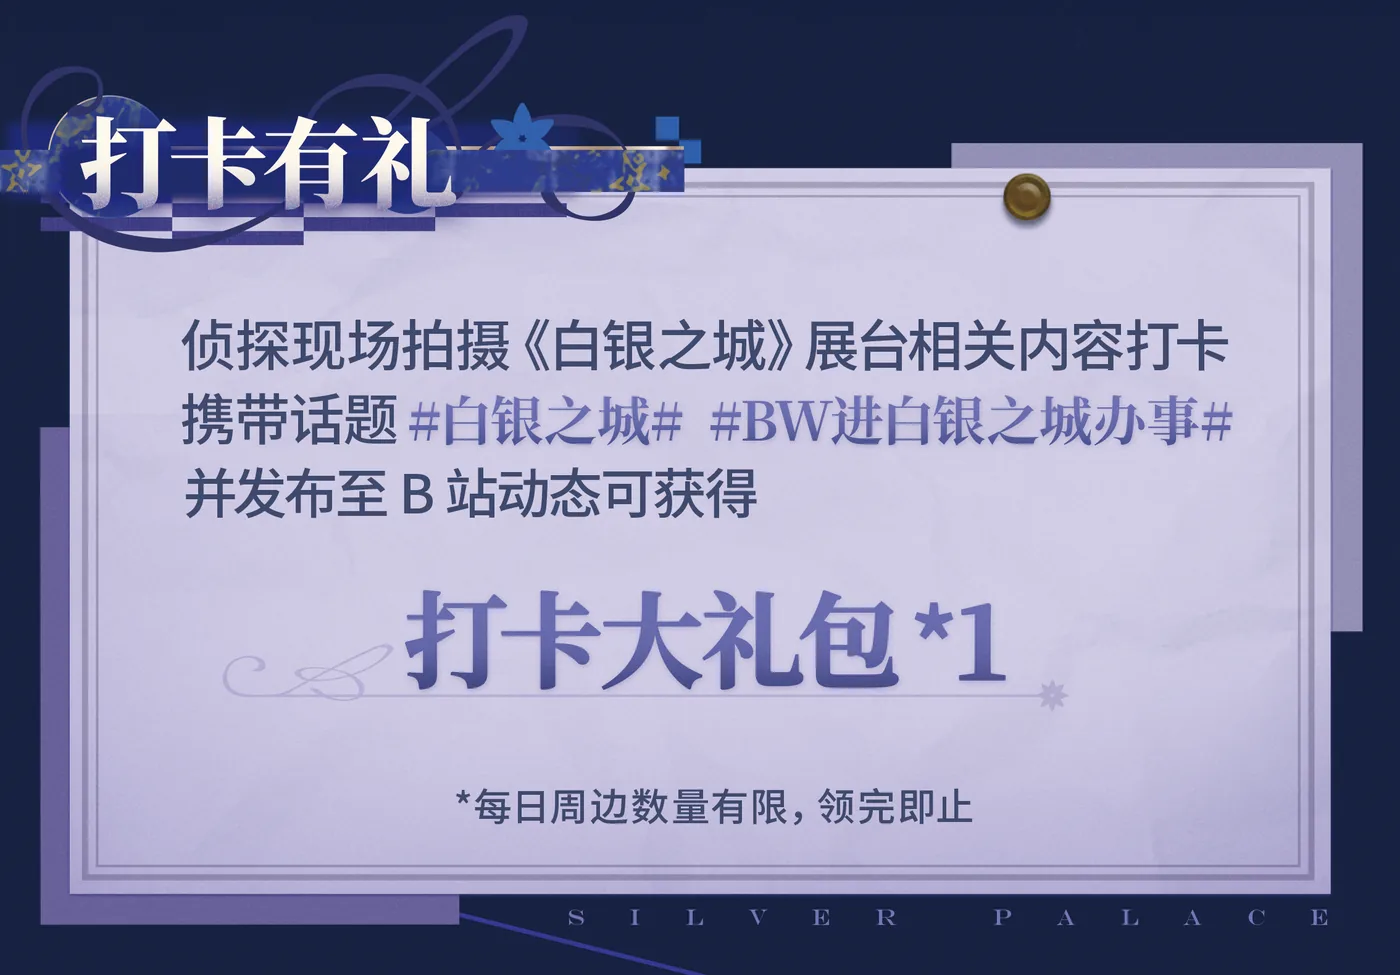 打卡有礼
侦探现场拍摄《白银之城》展台相关内容打卡
携带话题 #白银之城# #BW进白银之城办事#
并发布至 B 站动态可获得
打卡大礼包*1
*每日周边数量有限，领完即止
SILVER PALACE